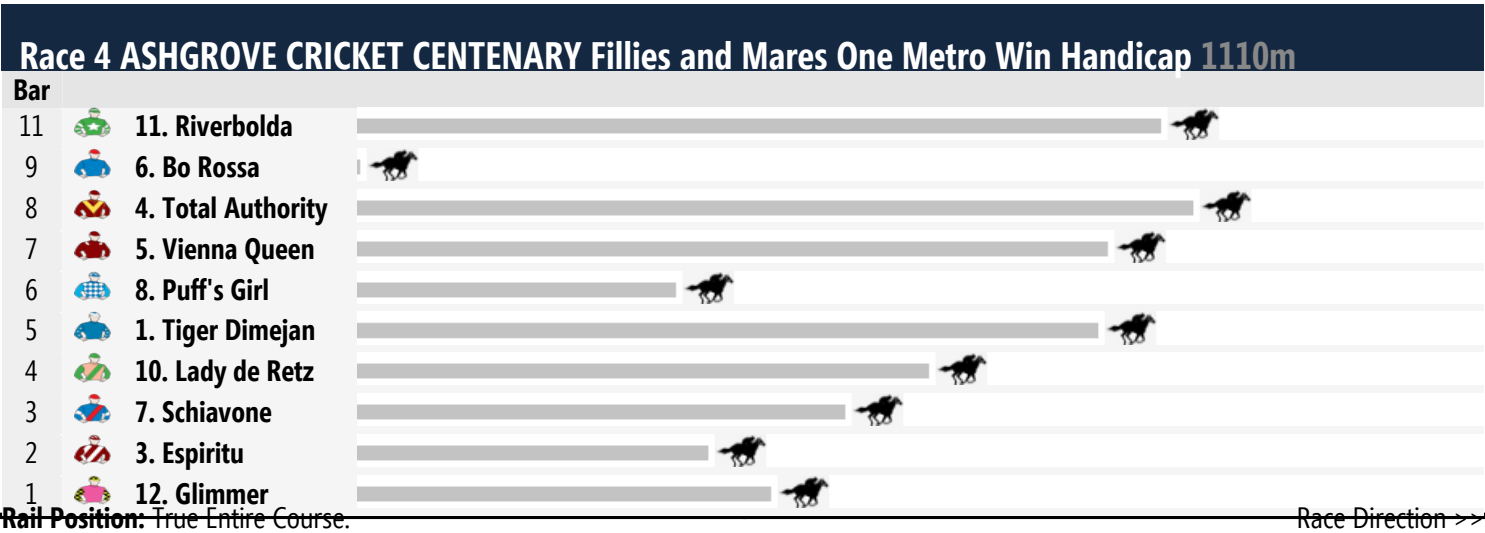 Race 4 ASHGROVE CRICKET CENTENARY Fillies and Mares One Metro Win Handicap 1110m
Bar
11 11. Riverbolda
9 6. Bo Rossa
8 4. Total Authority
7 5. Vienna Queen
6 8. Puff's Girl
5 1. Tiger Dimejan
4 10. Lady de Retz
3 7. Schiavone
2 3. Espiritu
1 12. Glimmer
Rail Position: True Entire Course. Race Direction >>